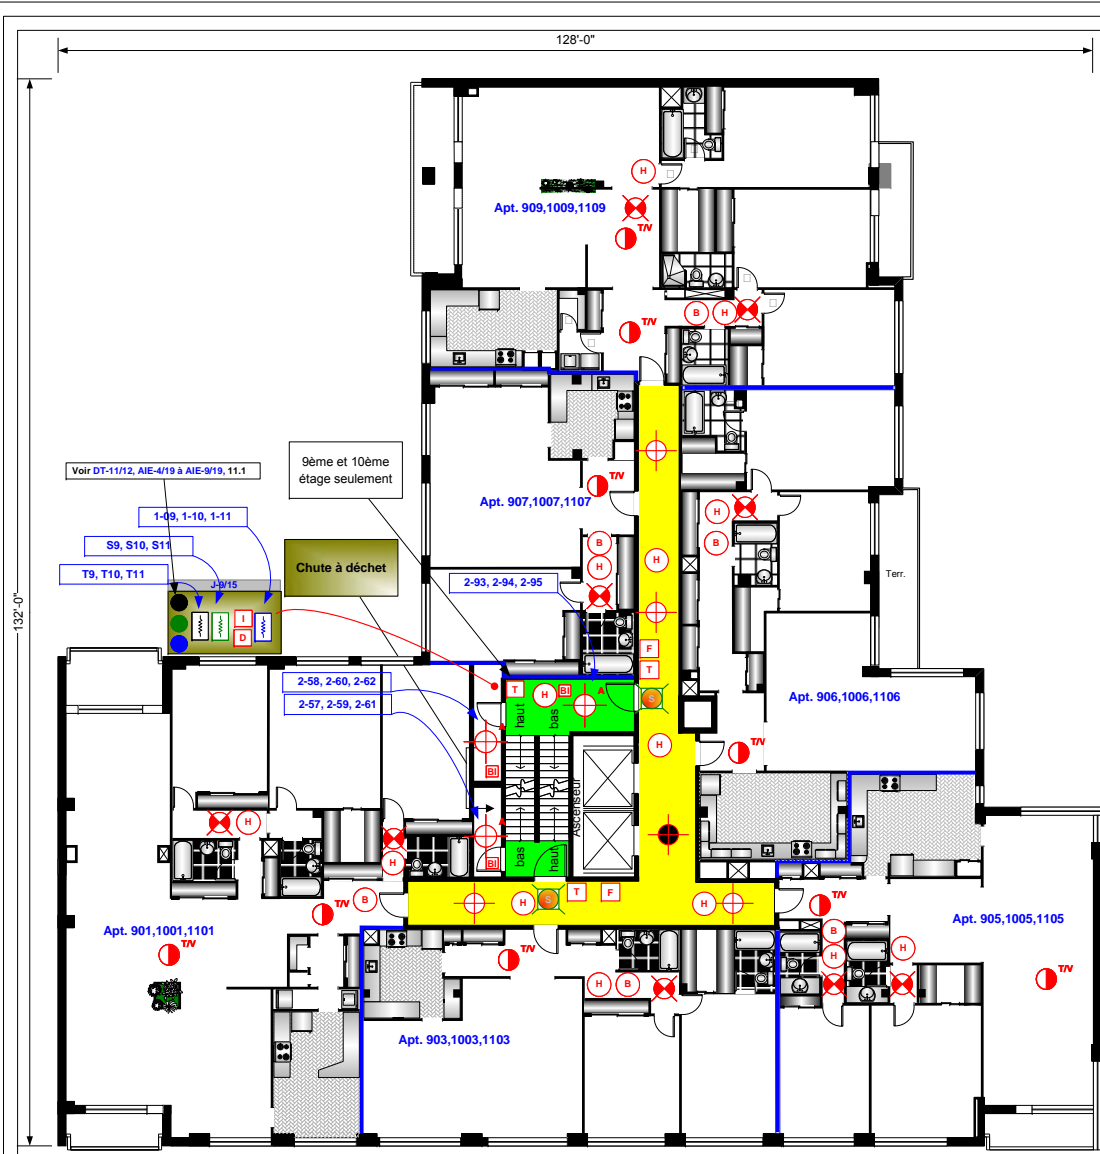 128'-0"
132'-0"
H
Apt. 909,1009,1109
T/V
T/V
B
H
9ème et 10ème
étage seulement
Voir DT-11/12, AIE-4/19 à AIE-9/19, 11.1
T/V
Apt. 907,1007,1107
H
B
1-09, 1-10, 1-11
S9, S10, S11
T9, T10, T11
J-9/15
I
D
Chute à déchet
B
H
H
2-93, 2-94, 2-95
Terr.
F
T
2-58, 2-60, 2-62
2-57, 2-59, 2-61
T
H
BI
A
S
haut
bas
Apt. 906,1006,1106
H
T/V
A
BI
Ascenseur
H
A
BI
H
bas
haut
B
T/V
H
S
T
F
H
T/V
Apt. 901,1001,1101
T/V
Apt. 905,1005,1105
B
H
H
T/V
T/V
H
B
Apt. 903,1003,1103